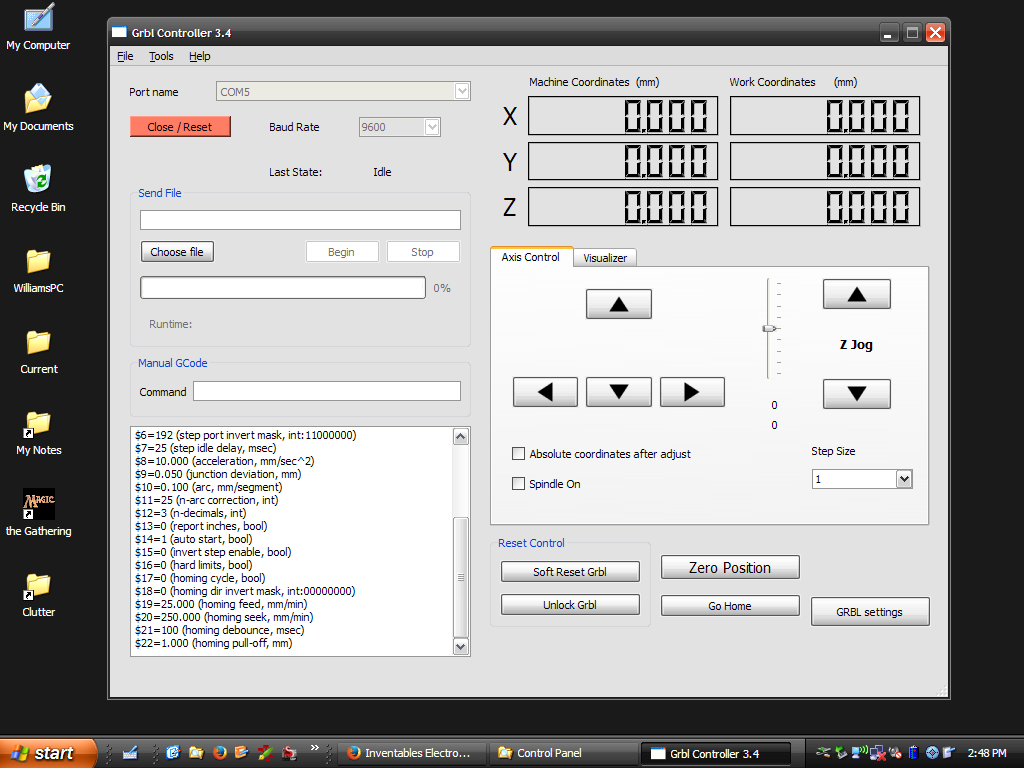 My Computer
My Documents
Recycle Bin
WilliamsPC
Current
My Notes
MAGIC
the Gathering
Clutter
Grbl Controller 3.4
File Tools Help
Port name COM5
Close / Reset Baud Rate 9600
Last State: Idle
Send File
Choose file Begin Stop
0%
Runtime:
Manual GCode
Command
$6=192 (step port invert mask, int:11000000)
$7=25 (step idle delay, msec)
$8=10.000 (acceleration, mm/sec^2)
$9=0.050 (junction deviation, mm)
$10=0.100 (arc, mm/segment)
$11=25 (n-arc correction, int)
$12=3 (n-decimals, int)
$13=0 (report inches, bool)
$14=1 (auto start, bool)
$15=0 (invert step enable, bool)
$16=0 (hard limits, bool)
$17=0 (homing cycle, bool)
$18=0 (homing dir invert mask, int:00000000)
$19=25.000 (homing feed, mm/min)
$20=250.000 (homing seek, mm/min)
$21=100 (homing debounce, msec)
$22=1.000 (homing pull-off, mm)
Machine Coordinates (mm) Work Coordinates (mm)
X 0.000 0.000
Y 0.000 0.000
Z 0.000 0.000
Axis Control Visualizer
Z Jog
0
0
Absolute coordinates after adjust
Spindle On
Step Size
1
Reset Control
Soft Reset Grbl
Unlock Grbl
Zero Position
Go Home
GRBL settings
start
»
Inventables Electro...
Control Panel
Grbl Controller 3.4
2:48 PM